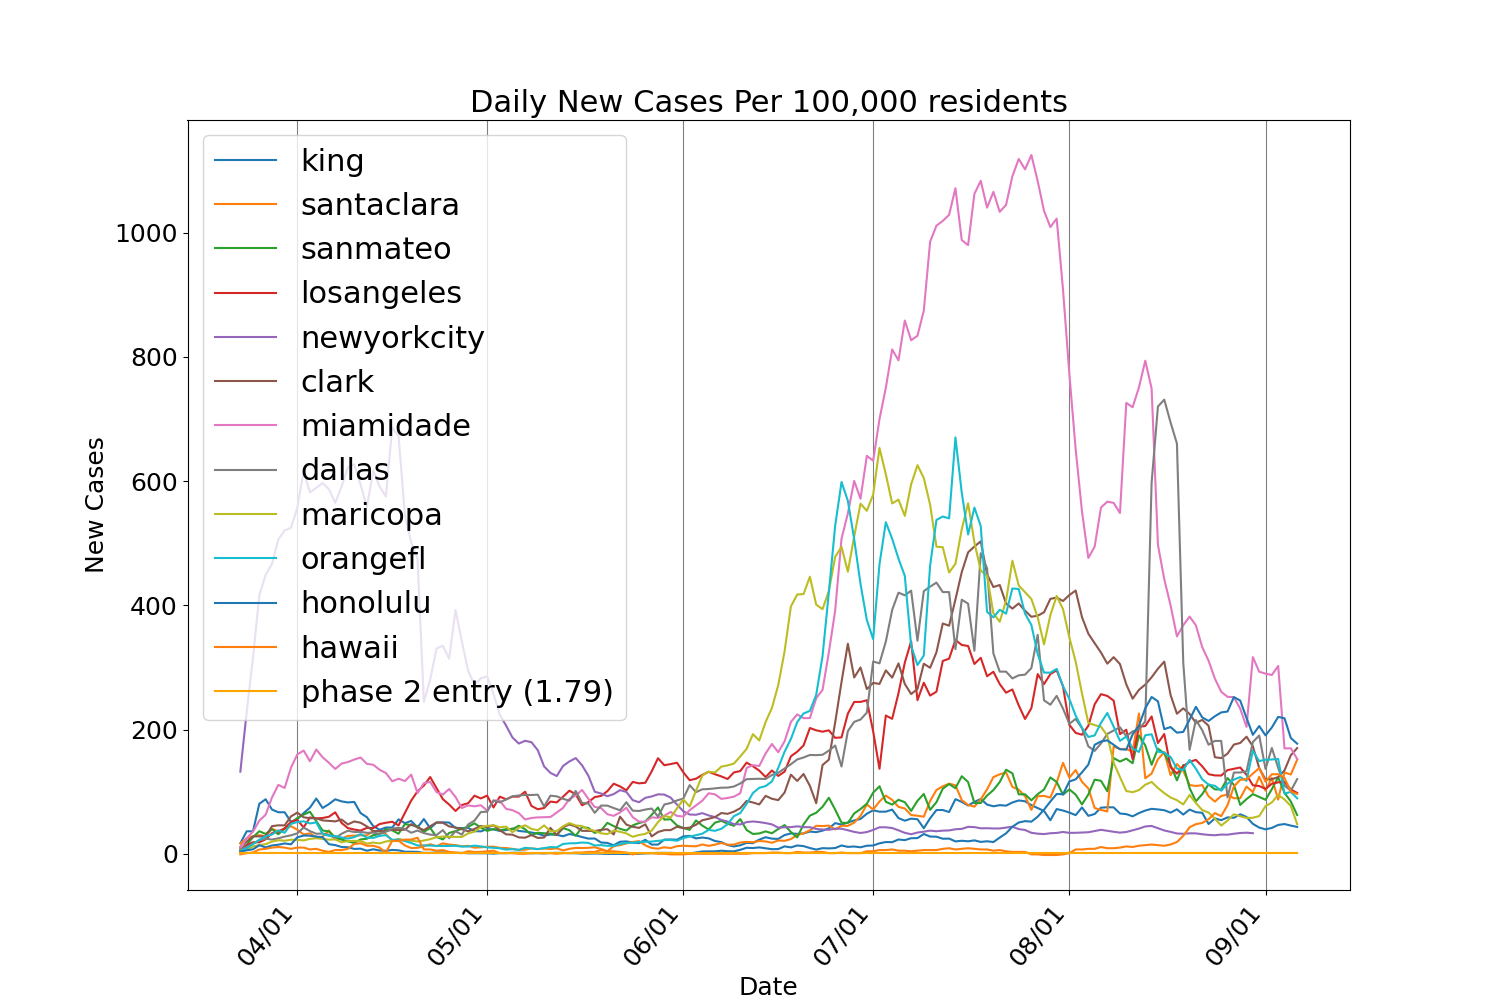 Daily New Cases Per 100,000 residents
king
santaclara
sanmateo
losangeles
newyorkcity
clark
miamidade
dallas
maricopa
orangefl
honolulu
hawaii
phase 2 entry (1.79)
New Cases
1000
800
600
400
200
0
04/01
05/01
06/01
07/01
08/01
09/01
Date